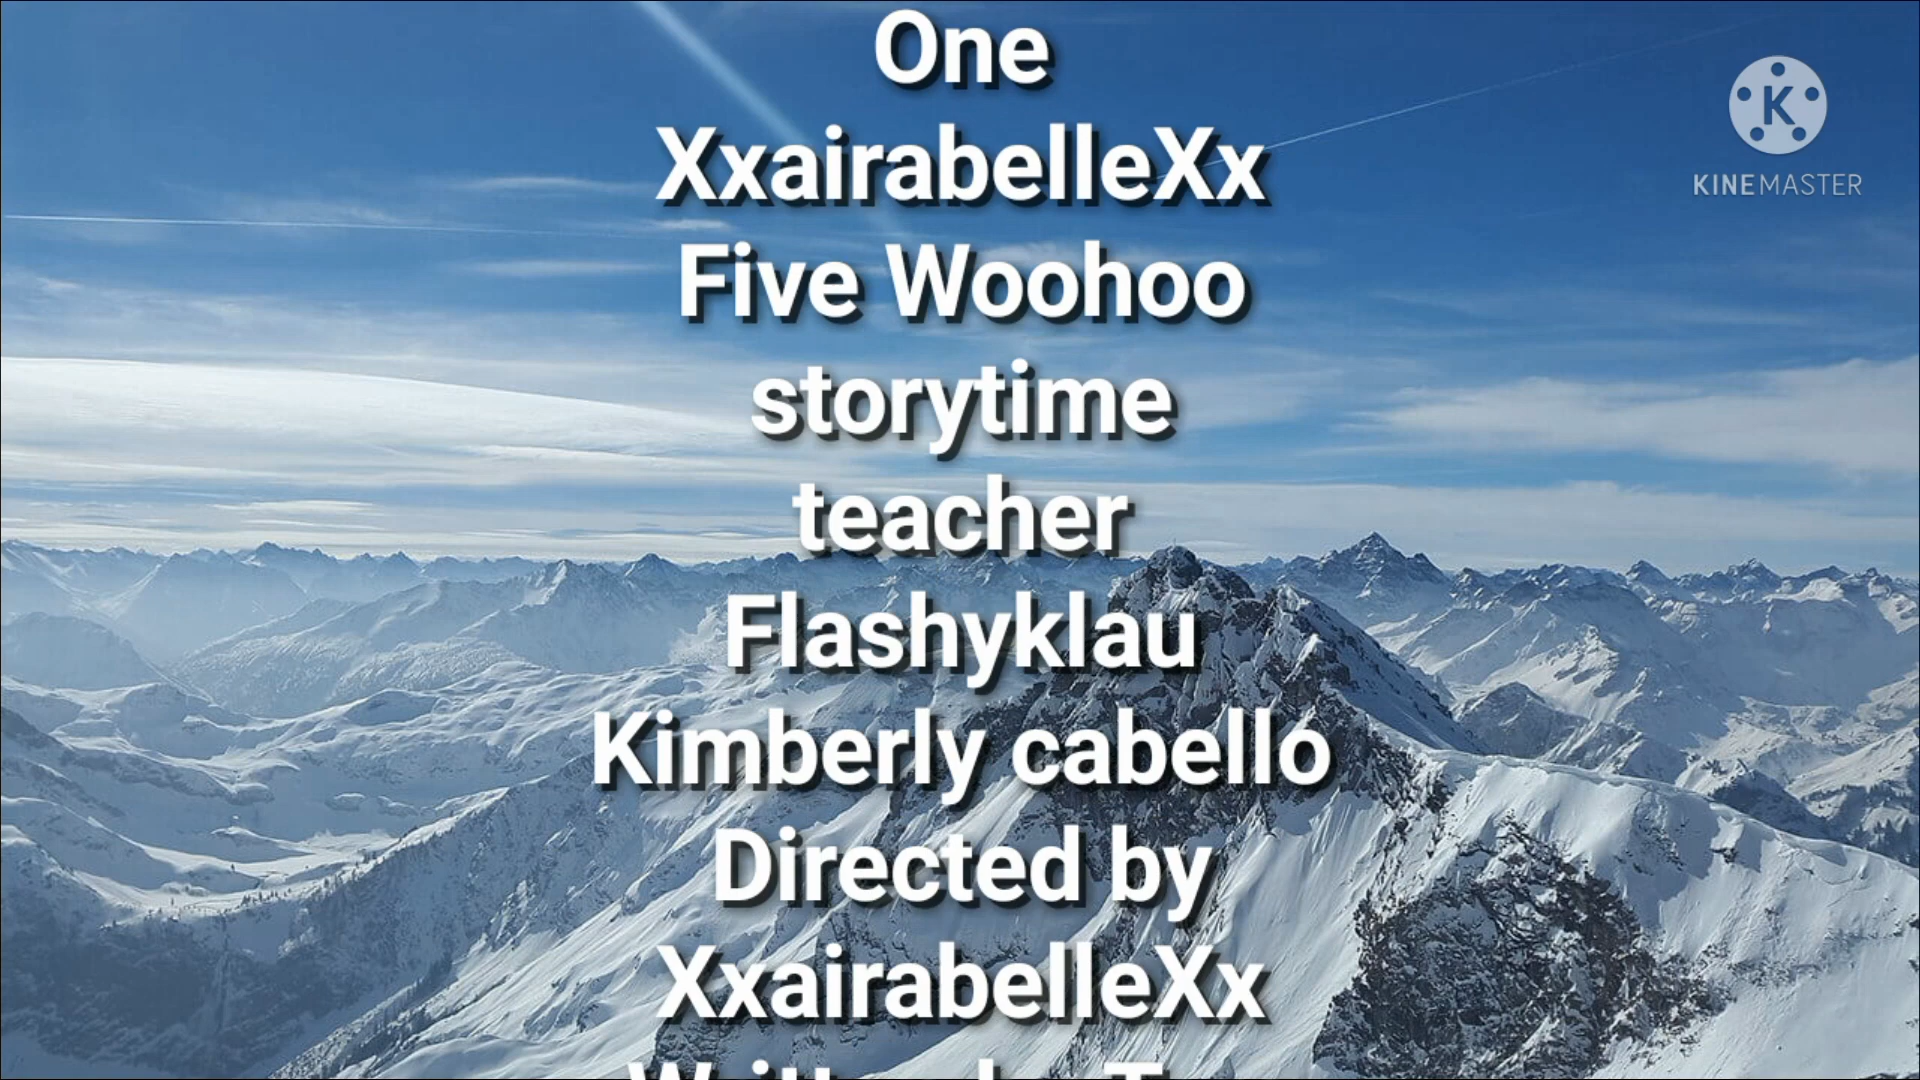 One
XxairabelleXx
Five Woohoo
storytime
teacher
Flashyklau
Kimberly cabello
Directed by
XxairabelleXx
KINEMASTER